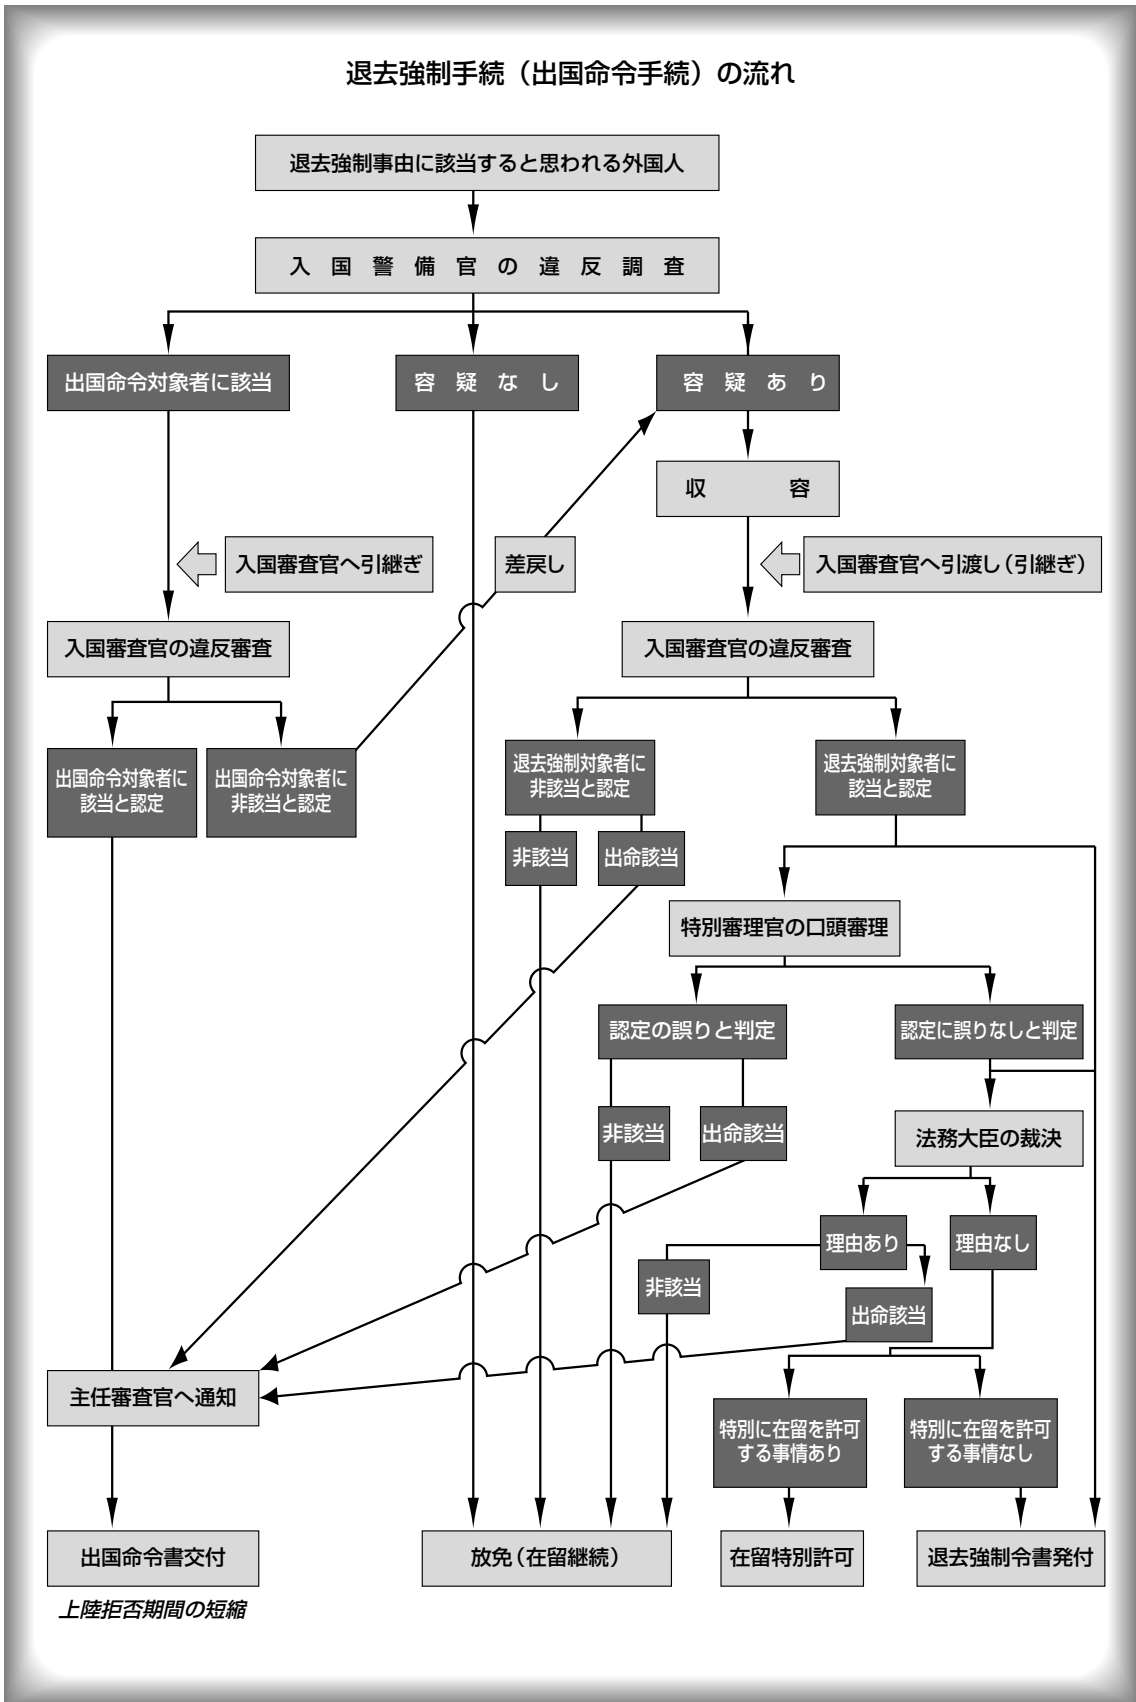 退去強制手続（出国命令手続）の流れ
退去強制事由に該当すると思われる外国人
入国警備官の違反調査
出国命令対象者に該当
容疑なし
容疑あり
収容
入国審査官へ引継ぎ
差戻し
入国審査官へ引渡し（引継ぎ）
入国審査官の違反審査
入国審査官の違反審査
出国命令対象者に
該当と認定
出国命令対象者に
非該当と認定
退去強制対象者に
非該当と認定
退去強制対象者に
該当と認定
非該当
出命該当
特別審理官の口頭審理
認定の誤りと判定
認定に誤りなしと判定
非該当
出命該当
法務大臣の裁決
理由あり
理由なし
非該当
出命該当
主任審査官へ通知
特別に在留を許可
する事情あり
特別に在留を許可
する事情なし
出国命令書交付
放免（在留継続）
在留特別許可
退去強制令書発付
上陸拒否期間の短縮